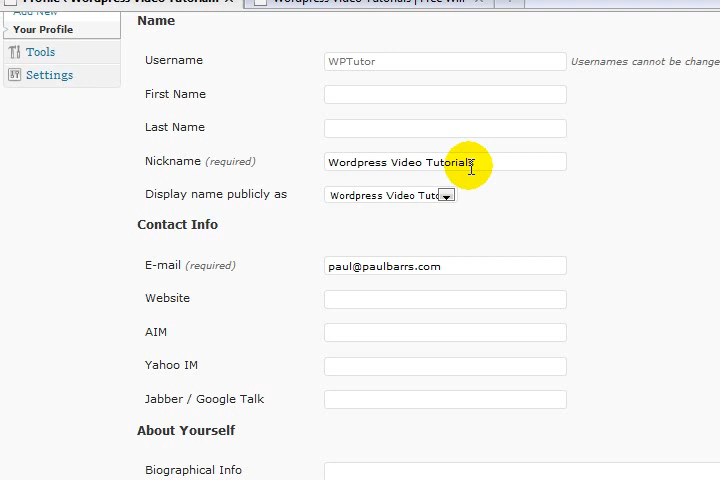 Profile ‹ Wordpress Video Tutorial
Wordpress Video Tutorials | Free
Add New
Your Profile
Tools
Settings
Name
Username
WPTutor
Usernames cannot be change
First Name
Last Name
Nickname (required)
Wordpress Video Tutorials
Display name publicly as
Wordpress Video Tuto
Contact Info
E-mail (required)
paul@paulbarrs.com
Website
AIM
Yahoo IM
Jabber / Google Talk
About Yourself
Biographical Info